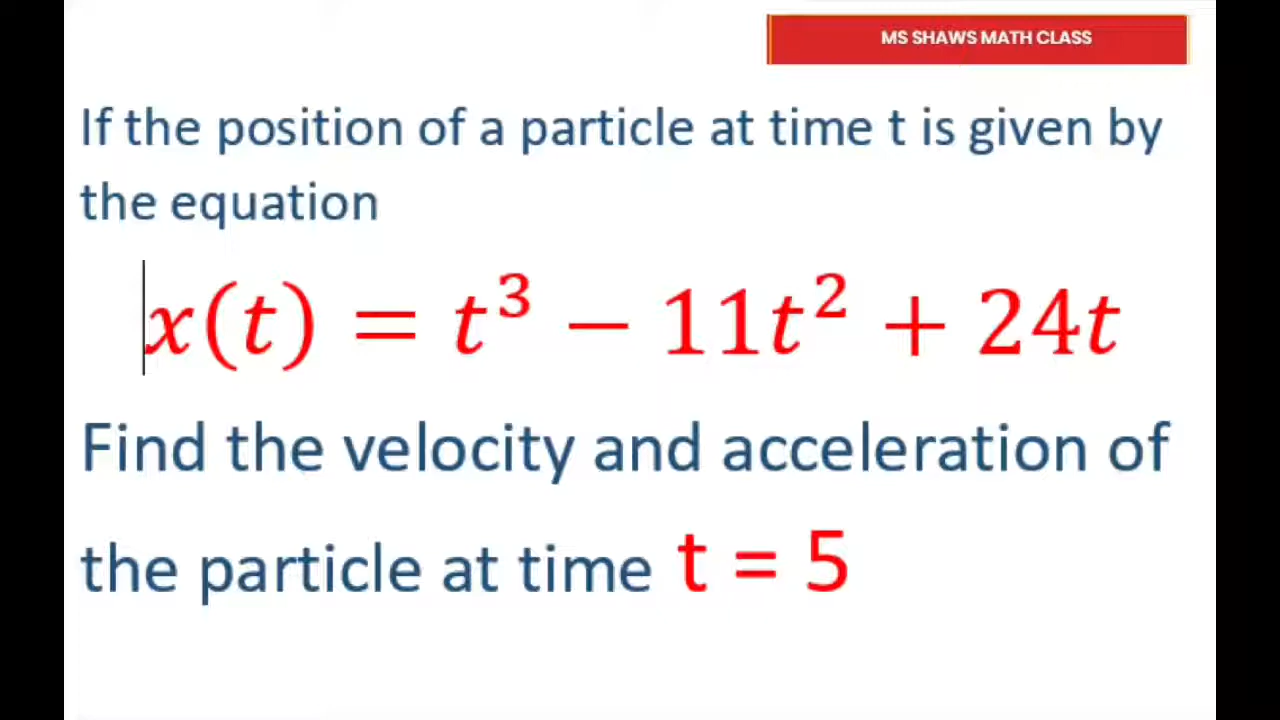 MS SHAWS MATH CLASS
If the position of a particle at time t is given by
the equation
x(t) = t³ − 11t² + 24t
Find the velocity and acceleration of
the particle at time t = 5